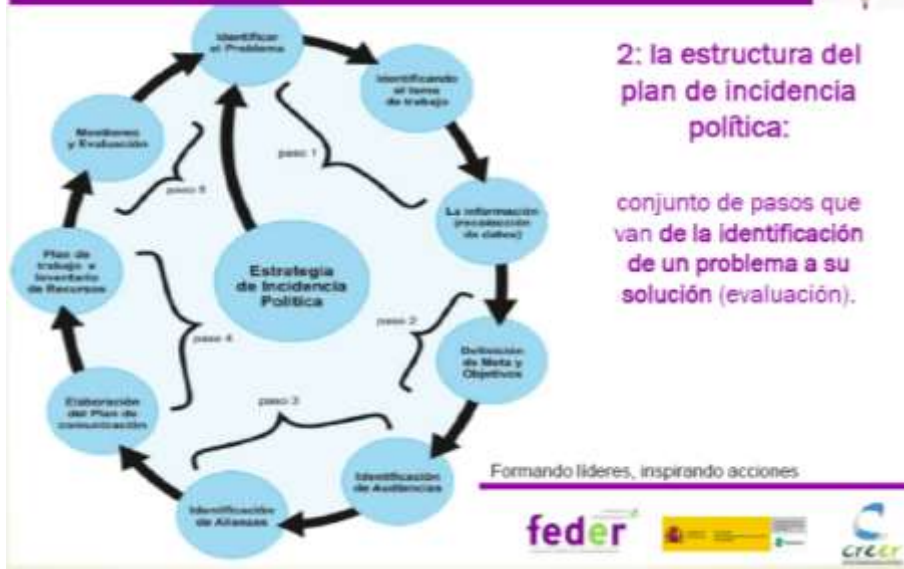 2: la estructura del
plan de incidencia
política:
conjunto de pasos que
van de la identificación
de un problema a su
solución (evaluación).
Identificar
el Problema
Identificando
el tema
de trabajo
paso 1
La información
(recolección
de datos)
paso 2
Definición
de Meta y
Objetivos
paso 3
Identificación
de Audiencias
Identificación
de Alianzas
Elaboración
del Plan de
comunicación
paso 4
Plan de
trabajo e
Inventario
de Recursos
Monitoreo
y Evaluación
Estrategia
de Incidencia
Política
Formando líderes, inspirando acciones
feder
creer